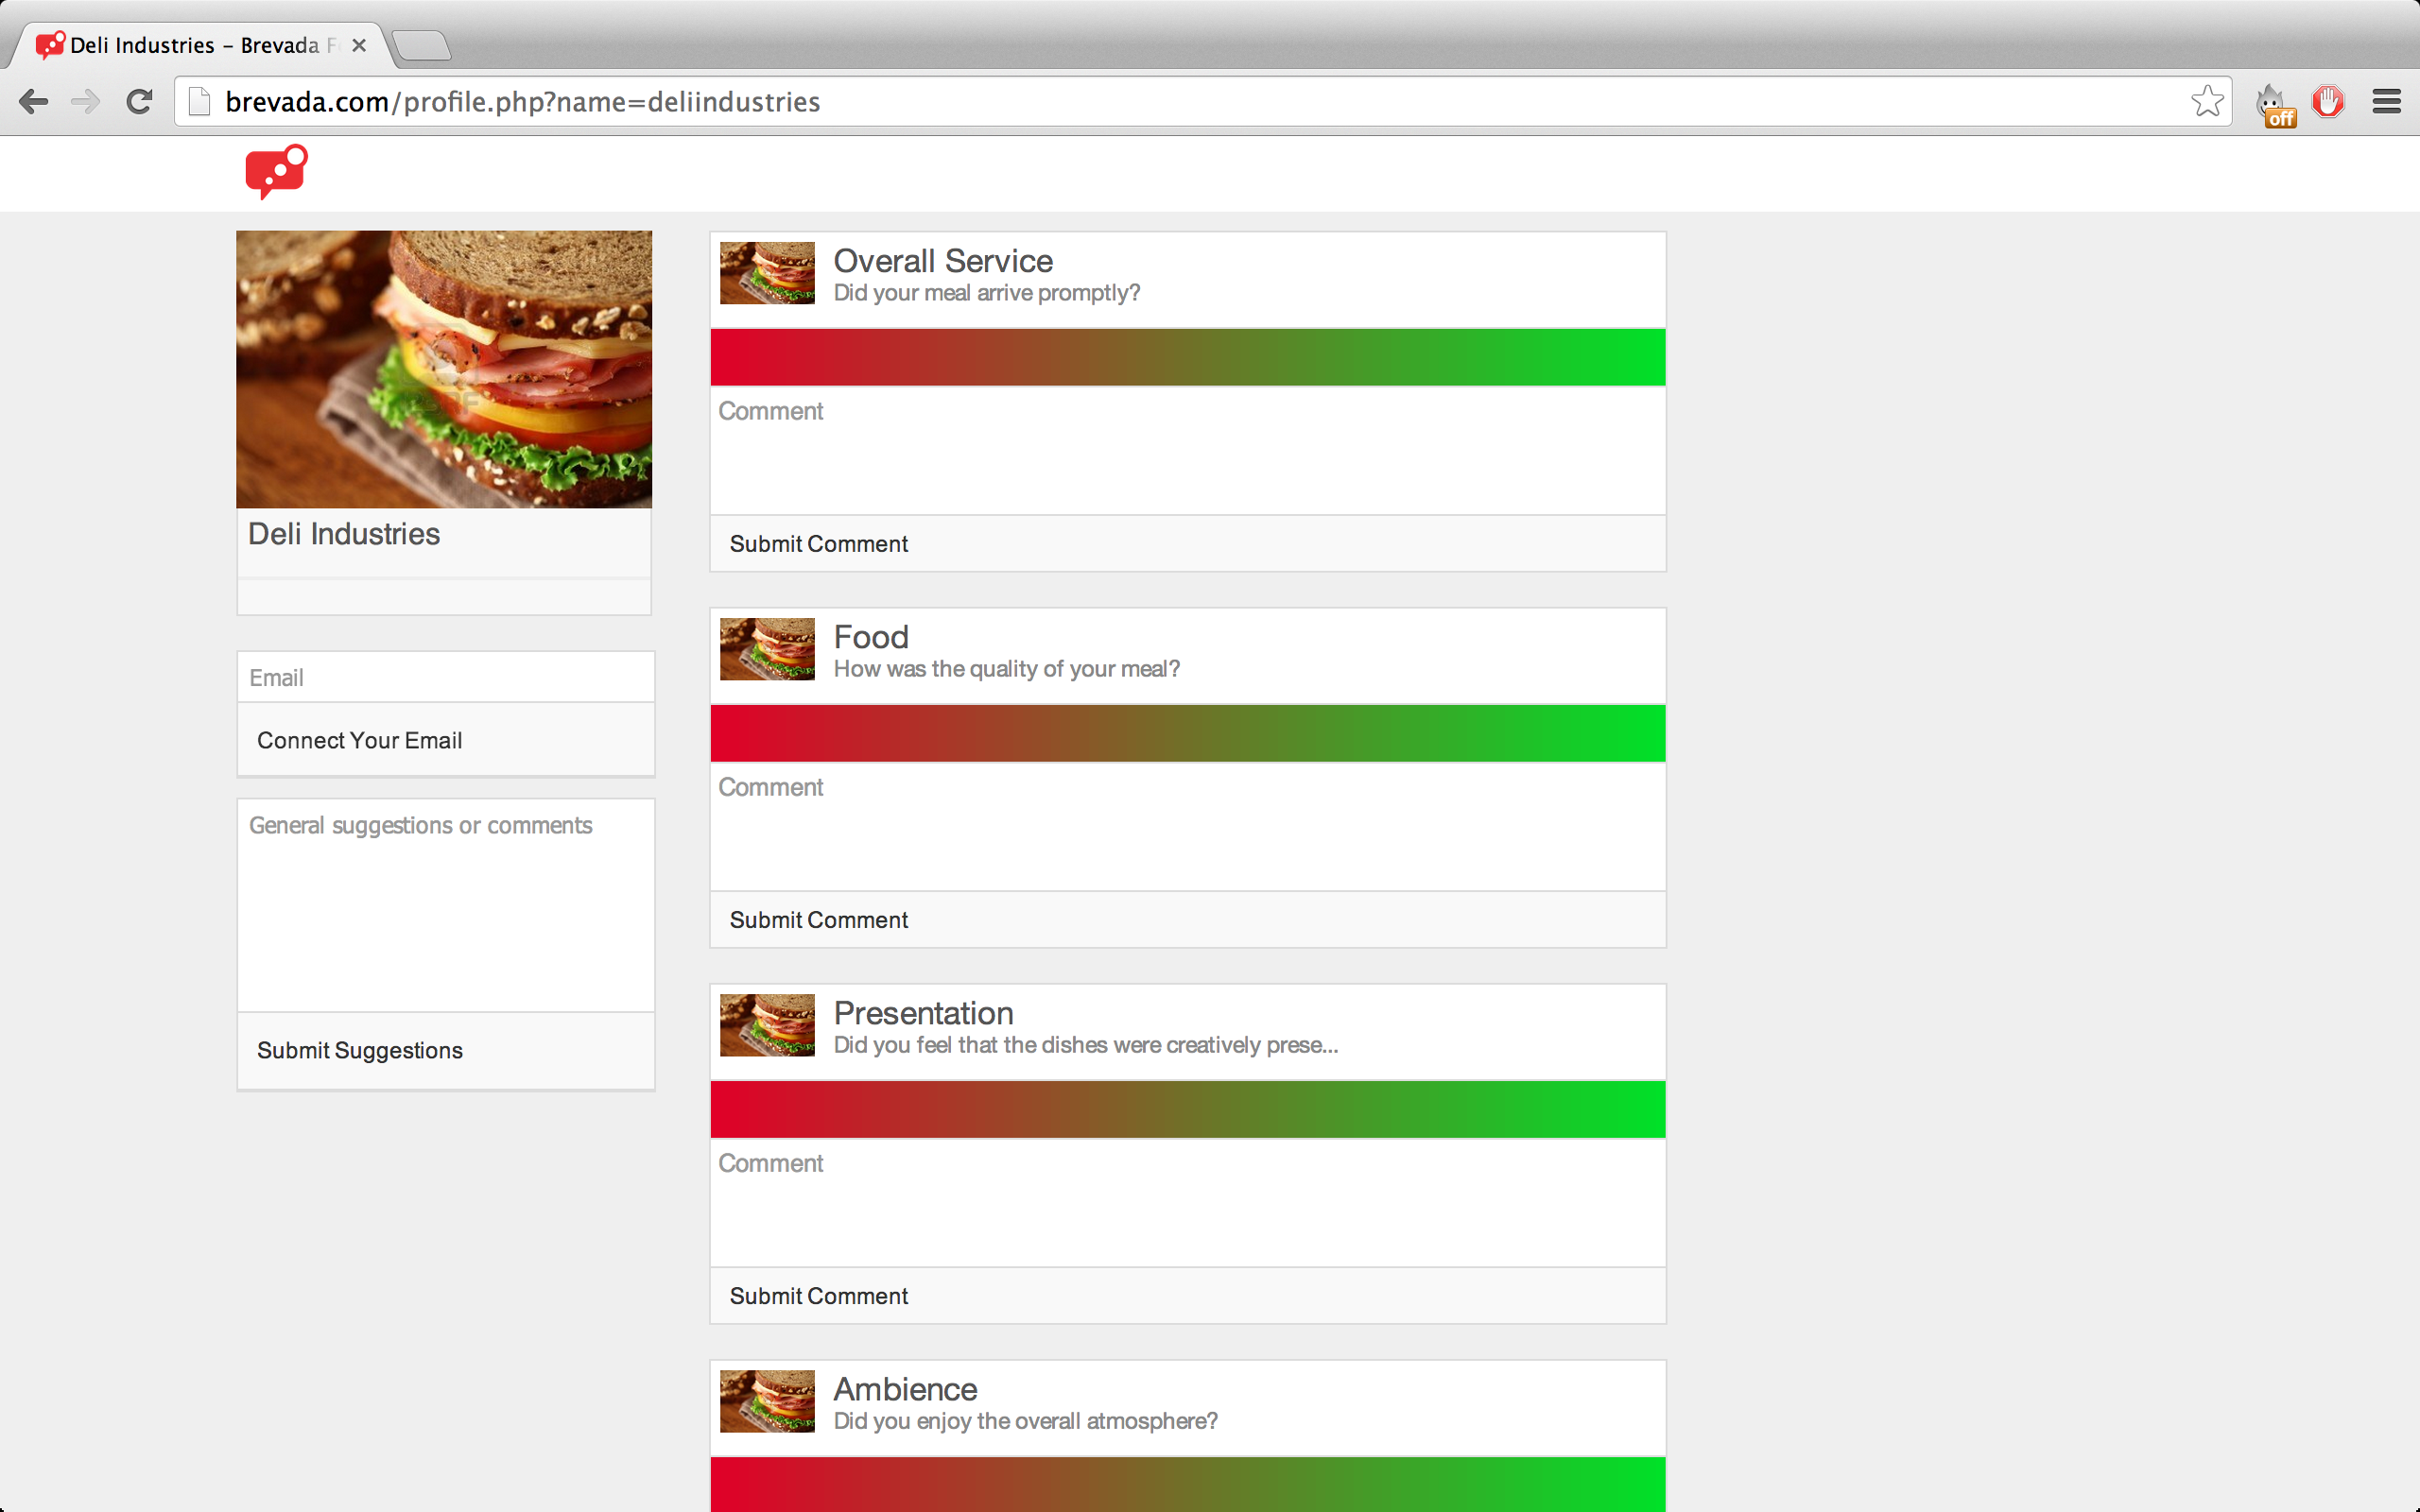 Deli Industries – Brevada F
brevada.com/profile.php?name=deliindustries
off
Deli Industries
Email
Connect Your Email
General suggestions or comments
Submit Suggestions
Overall Service
Did your meal arrive promptly?
Comment
Submit Comment
Food
How was the quality of your meal?
Comment
Submit Comment
Presentation
Did you feel that the dishes were creatively prese...
Comment
Submit Comment
Ambience
Did you enjoy the overall atmosphere?